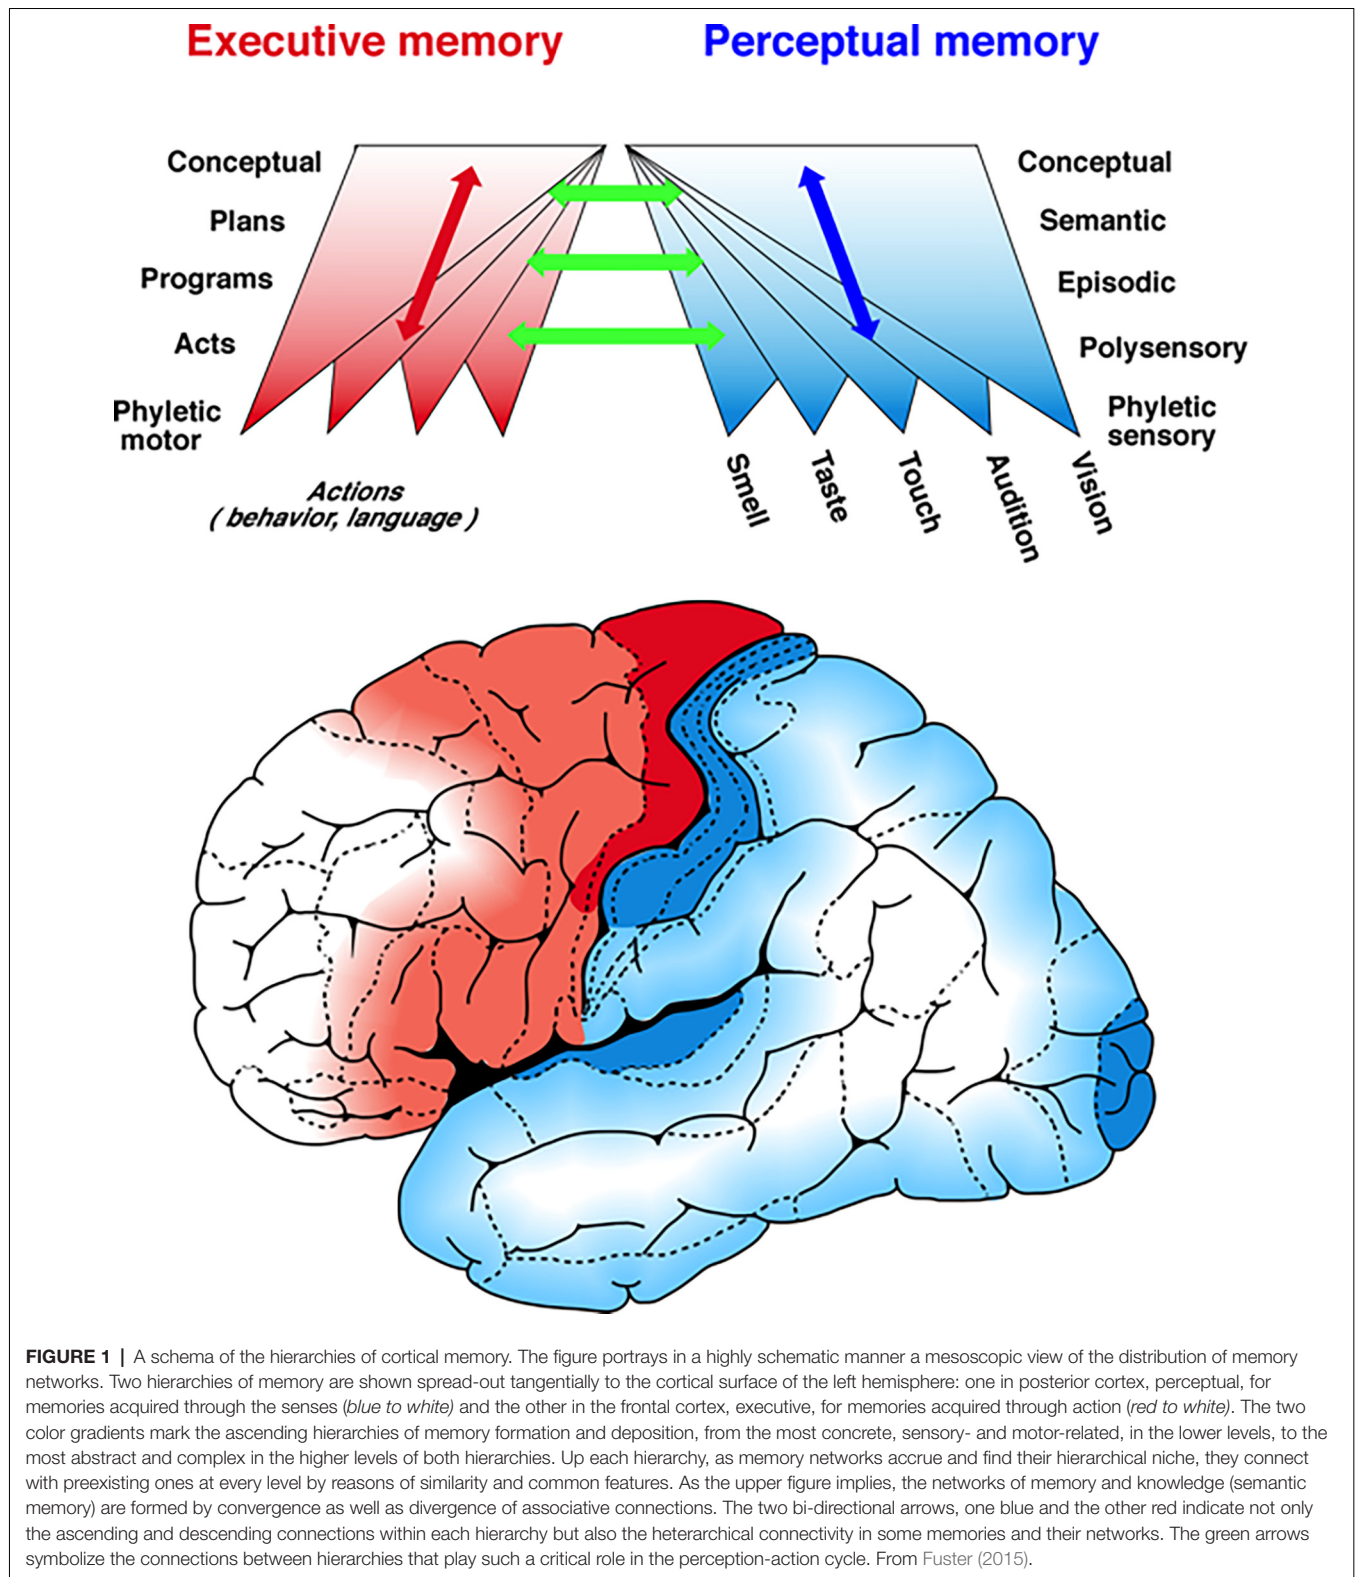 Executive memory
Perceptual memory
Conceptual
Plans
Programs
Acts
Phyletic
motor
Conceptual
Semantic
Episodic
Polysensory
Phyletic
sensory
Actions
( behavior, language )
Smell
Taste
Touch
Audition
Vision
FIGURE 1 | A schema of the hierarchies of cortical memory. The figure portrays in a highly schematic manner a mesoscopic view of the distribution of memory
networks. Two hierarchies of memory are shown spread-out tangentially to the cortical surface of the left hemisphere: one in posterior cortex, perceptual, for
memories acquired through the senses (blue to white) and the other in the frontal cortex, executive, for memories acquired through action (red to white). The two
color gradients mark the ascending hierarchies of memory formation and deposition, from the most concrete, sensory- and motor-related, in the lower levels, to the
most abstract and complex in the higher levels of both hierarchies. Up each hierarchy, as memory networks accrue and find their hierarchical niche, they connect
with preexisting ones at every level by reasons of similarity and common features. As the upper figure implies, the networks of memory and knowledge (semantic
memory) are formed by convergence as well as divergence of associative connections. The two bi-directional arrows, one blue and the other red indicate not only
the ascending and descending connections within each hierarchy but also the heterarchical connectivity in some memories and their networks. The green arrows
symbolize the connections between hierarchies that play such a critical role in the perception-action cycle. From Fuster (2015).